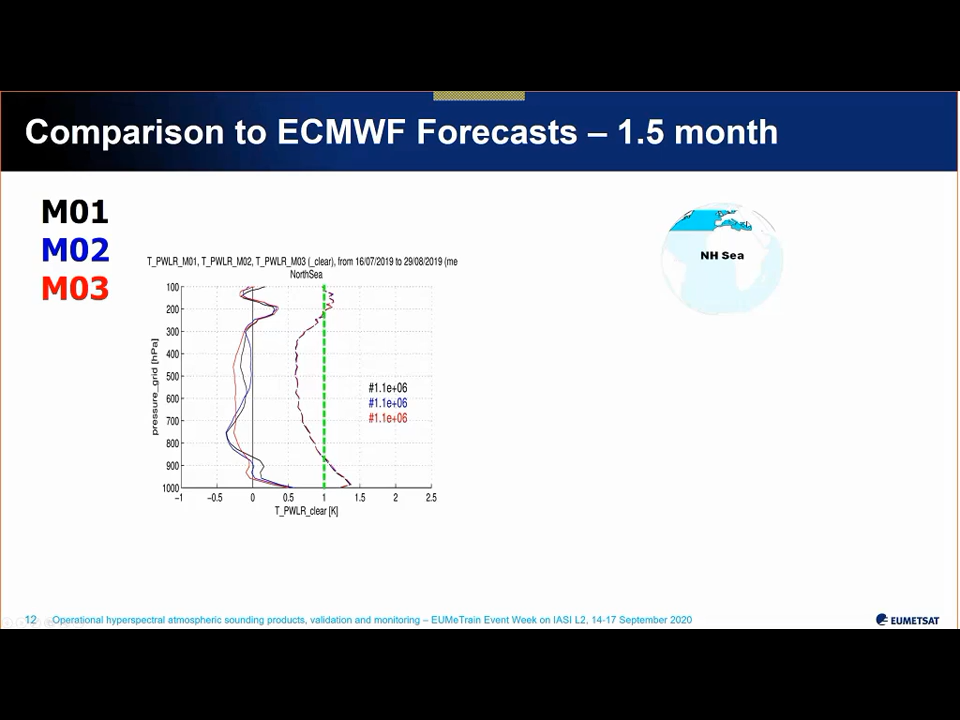 Comparison to ECMWF Forecasts – 1.5 month
M01
M02
M03
NH Sea
T_PWLR_M01, T_PWLR_M02, T_PWLR_M03 (_clear), from 16/07/2019 to 29/08/2019 (me
NorthSea
100
200
300
400
500
600
700
800
900
1000
pressure_grid [hPa]
#1.1e+06
#1.1e+06
#1.1e+06
−1 −0.5 0 0.5 1 1.5 2 2.5
T_PWLR_clear [K]
12 Operational hyperspectral atmospheric sounding products, validation and monitoring – EUMeTrain Event Week on IASI L2, 14-17 September 2020
EUMETSAT